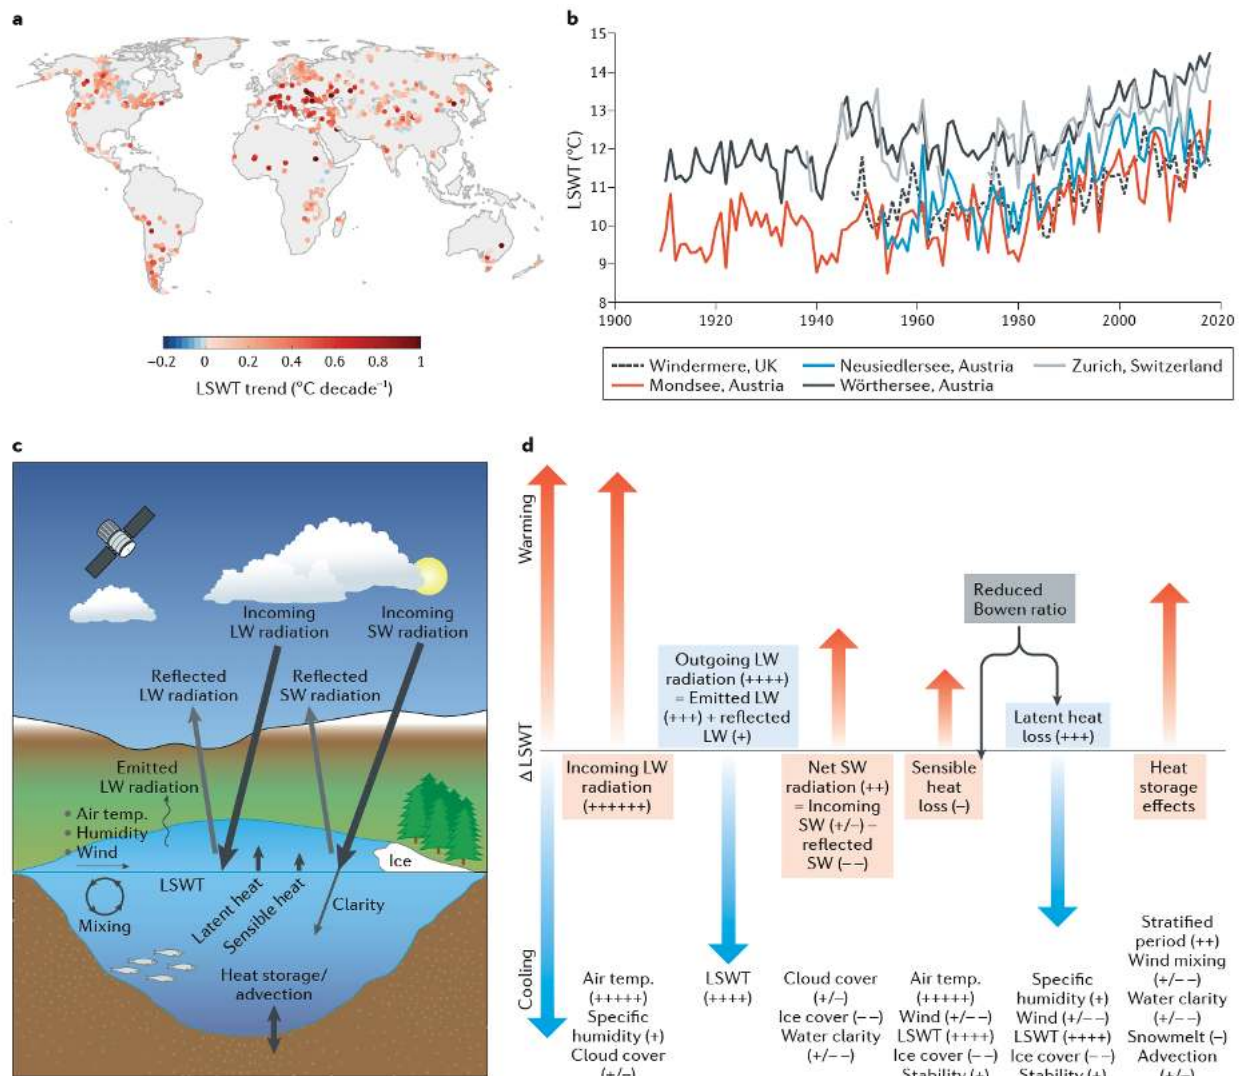 a
−0.2
0
0.2
0.4
0.6
0.8
1
LSWT trend (°C decade⁻¹)
b
15
14
13
12
11
10
9
8
LSWT (°C)
1900
1920
1940
1960
1980
2000
2020
Windermere, UK
Mondsee, Austria
Neusiedlersee, Austria
Wörthersee, Austria
Zurich, Switzerland
c
Incoming
LW radiation
Incoming
SW radiation
Reflected
LW radiation
Reflected
SW radiation
Emitted
LW radiation
• Air temp.
• Humidity
• Wind
LSWT
Mixing
Latent heat
Sensible heat
Clarity
Ice
Heat storage/
advection
d
Warming
Δ LSWT
Cooling
Incoming LW
radiation
(++++++)
Air temp.
(+++++)
Specific
humidity (+)
Cloud cover
(+/−)
Outgoing LW
radiation (++++)
= Emitted LW
(+++) + reflected
LW (+)
LSWT
(++++)
Net SW
radiation (++)
= Incoming
SW (+/−) −
reflected
SW (− −)
Cloud cover
(+/−)
Ice cover (− −)
Water clarity
(+/− −)
Reduced
Bowen ratio
Sensible
heat
loss (−)
Air temp.
(+++++)
Wind (+/− −)
LSWT (++++)
Ice cover (− −)
Stability (+)
Latent heat
loss (+++)
Specific
humidity (+)
Wind (+/− −)
LSWT (++++)
Ice cover (− −)
Stability (+)
Heat
storage
effects
Stratified
period (++)
Wind mixing
(+/− −)
Water clarity
(+/− −)
Snowmelt (−)
Advection
(+/−)